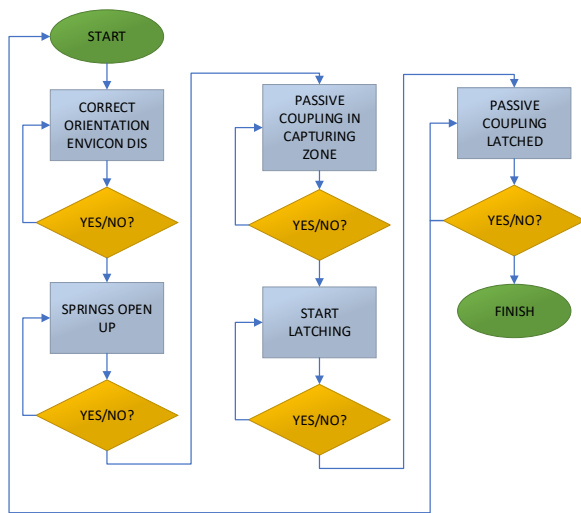 START
CORRECT
ORIENTATION
ENVICON DIS
YES/NO?
SPRINGS OPEN
UP
YES/NO?
PASSIVE
COUPLING IN
CAPTURING
ZONE
YES/NO?
START
LATCHING
YES/NO?
PASSIVE
COUPLING
LATCHED
YES/NO?
FINISH